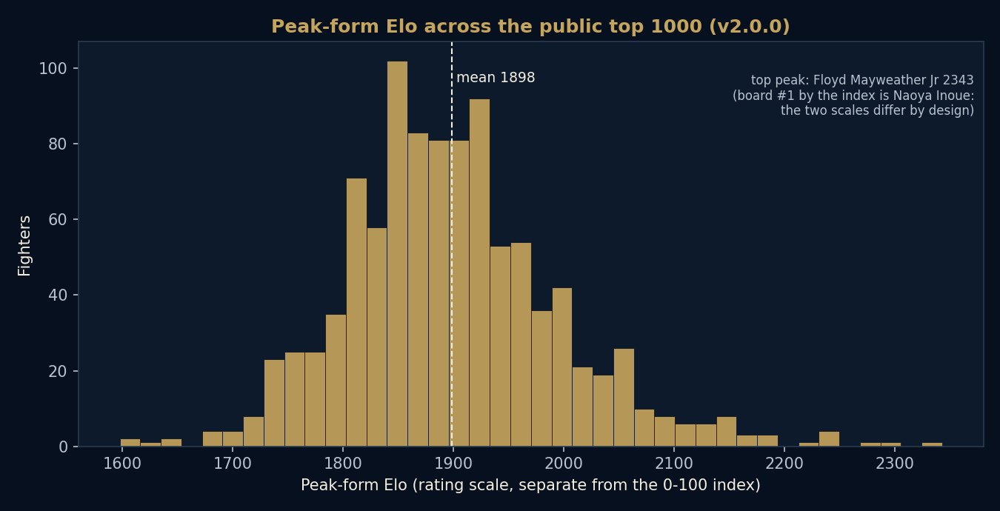 Peak-form Elo across the public top 1000 (v2.0.0)
100
mean 1898
top peak: Floyd Mayweather Jr 2343
(board #1 by the index is Naoya Inoue:
the two scales differ by design)
80
60
Fighters
40
20
0
1600 1700 1800 1900 2000 2100 2200 2300
Peak-form Elo (rating scale, separate from the 0-100 index)